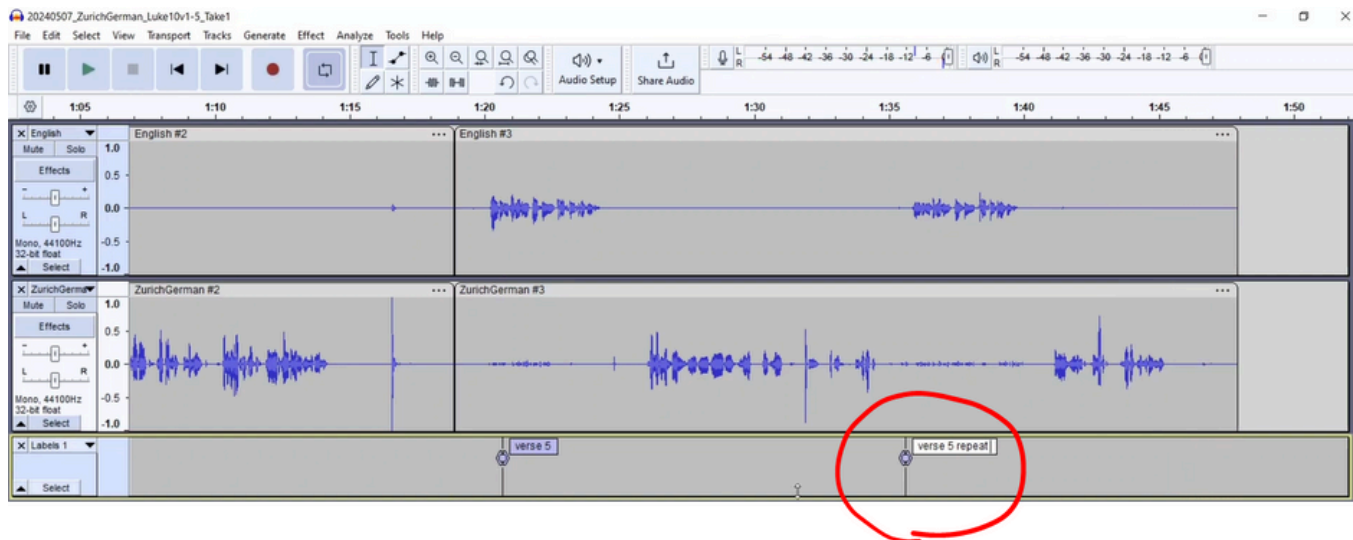 20240507_ZurichGerman_Luke10v1-5_Take1
File Edit Select View Transport Tracks Generate Effect Analyze Tools Help
Audio Setup Share Audio L R -54 -48 -42 -36 -30 -24 -18 -12 -6 0 L R -54 -48 -42 -36 -30 -24 -18 -12 -6 0
1:05 1:10 1:15 1:20 1:25 1:30 1:35 1:40 1:45 1:50
English English #2 English #3
Mute Solo 1.0
Effects 0.5
- + 0.0
L R
Mono, 44100Hz -0.5
32-bit float
Select -1.0
ZurichGerma ZurichGerman #2 ZurichGerman #3
Mute Solo 1.0
Effects 0.5
- + 0.0
L R
Mono, 44100Hz -0.5
32-bit float
Select -1.0
Labels 1 verse 5 verse 5 repeat
Select